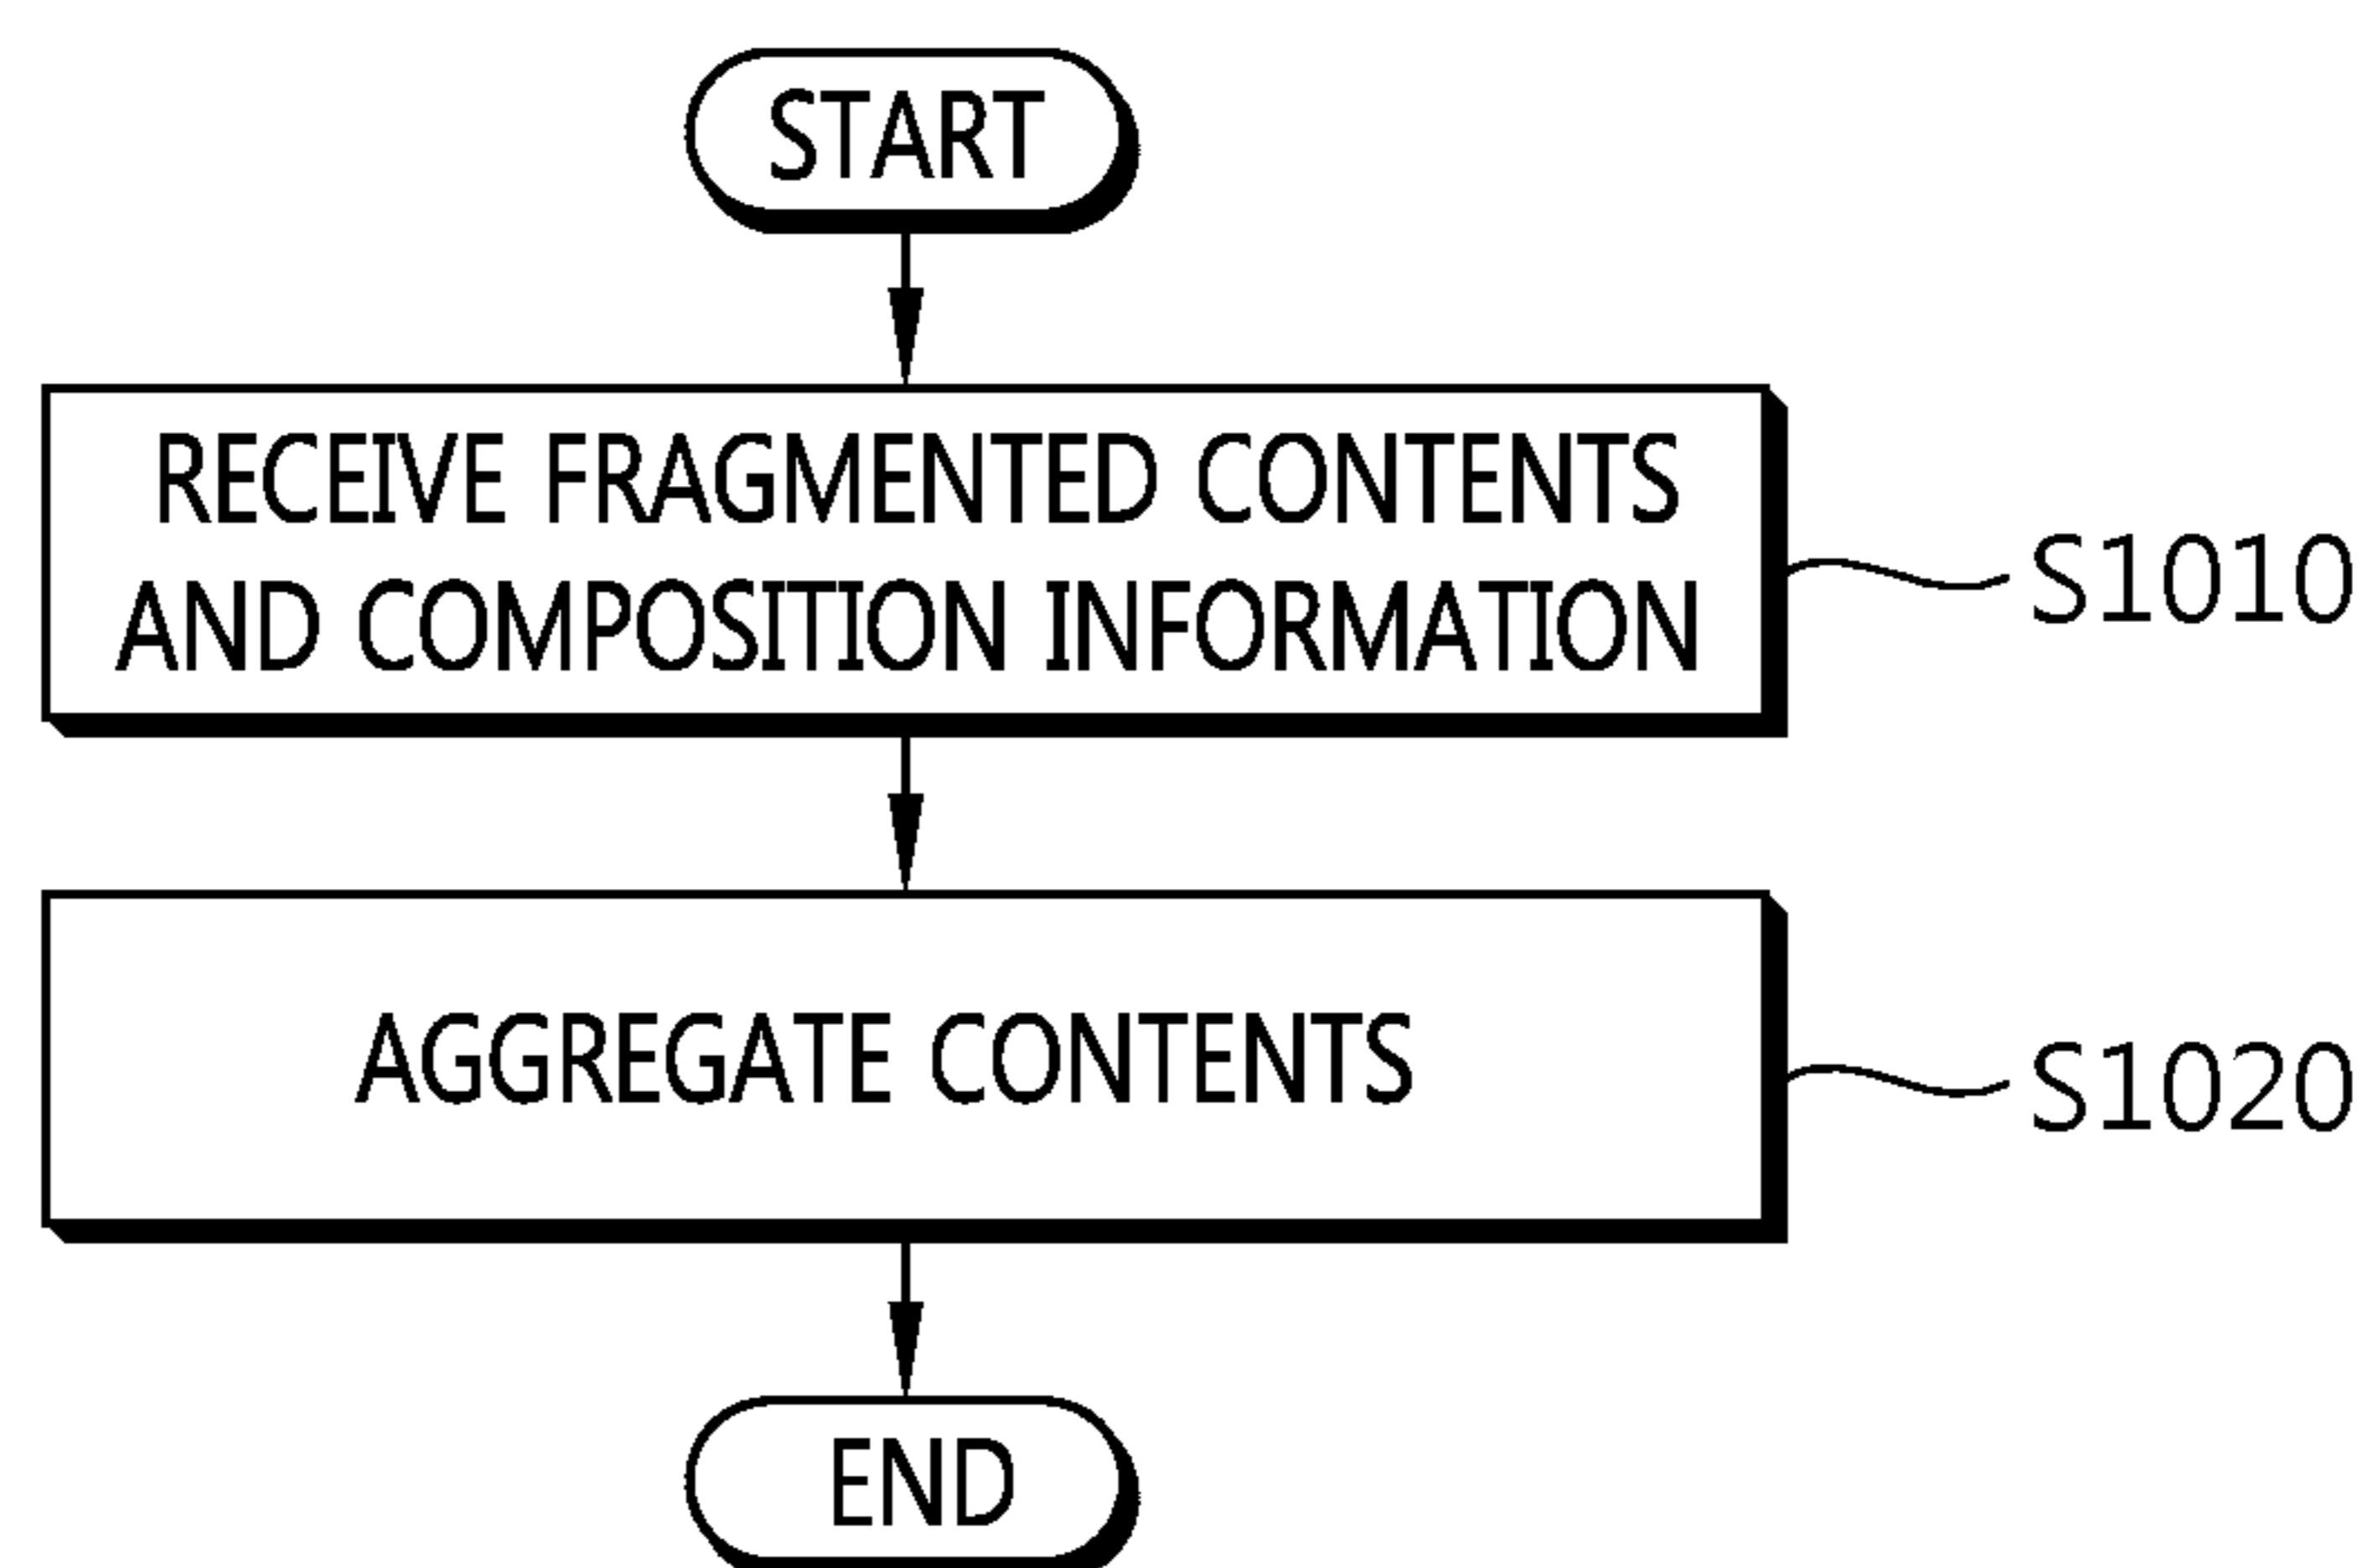 START
RECEIVE FRAGMENTED CONTENTS
AND COMPOSITION INFORMATION
S1010
AGGREGATE CONTENTS
S1020
END